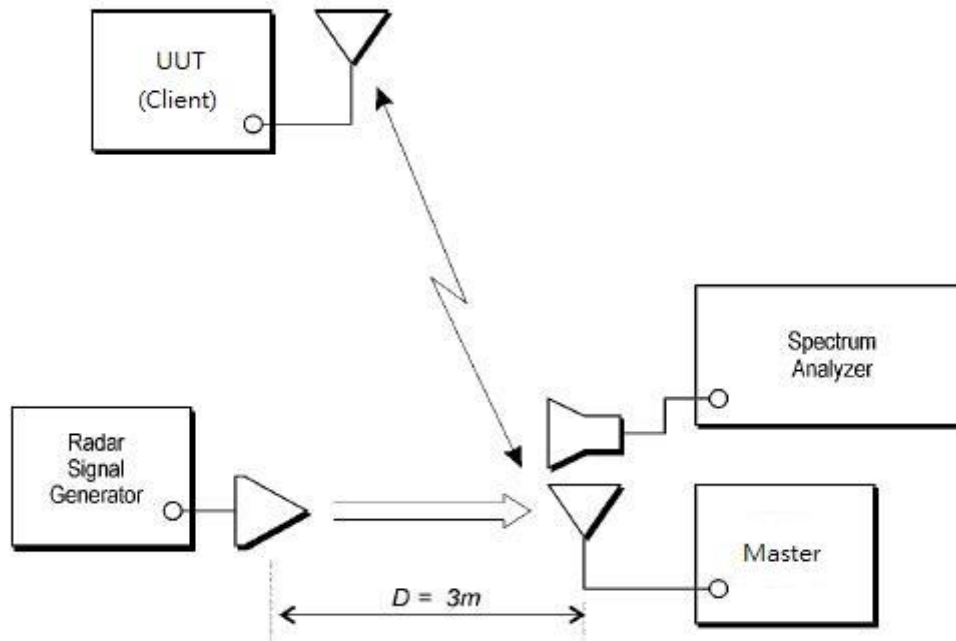 UUT
(Client)
Spectrum
Analyzer
Radar
Signal
Generator
Master
D = 3m